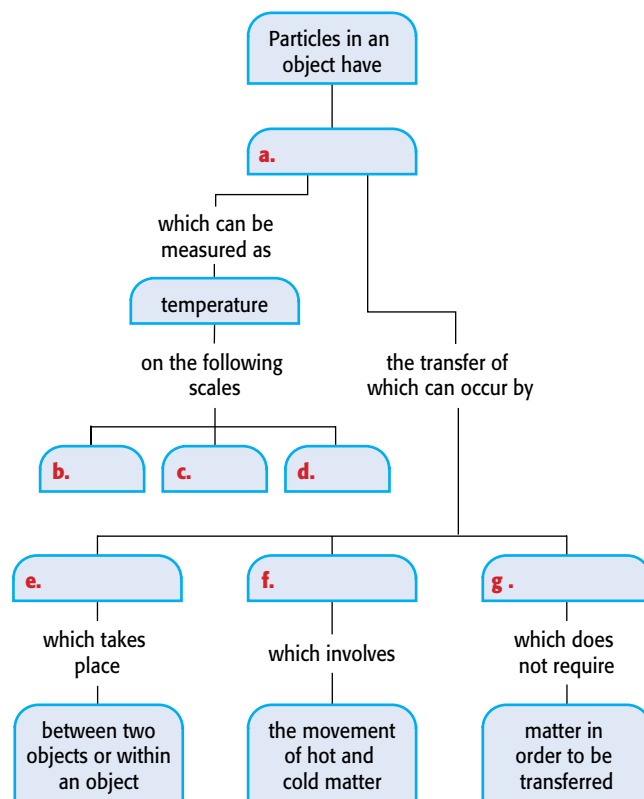 Particles in an
object have
a.
which can be
measured as
temperature
on the following
scales
the transfer of
which can occur by
b.
c.
d.
e.
f.
g .
which takes
place
which involves
which does
not require
between two
objects or within
an object
the movement
of hot and
cold matter
matter in
order to be
transferred